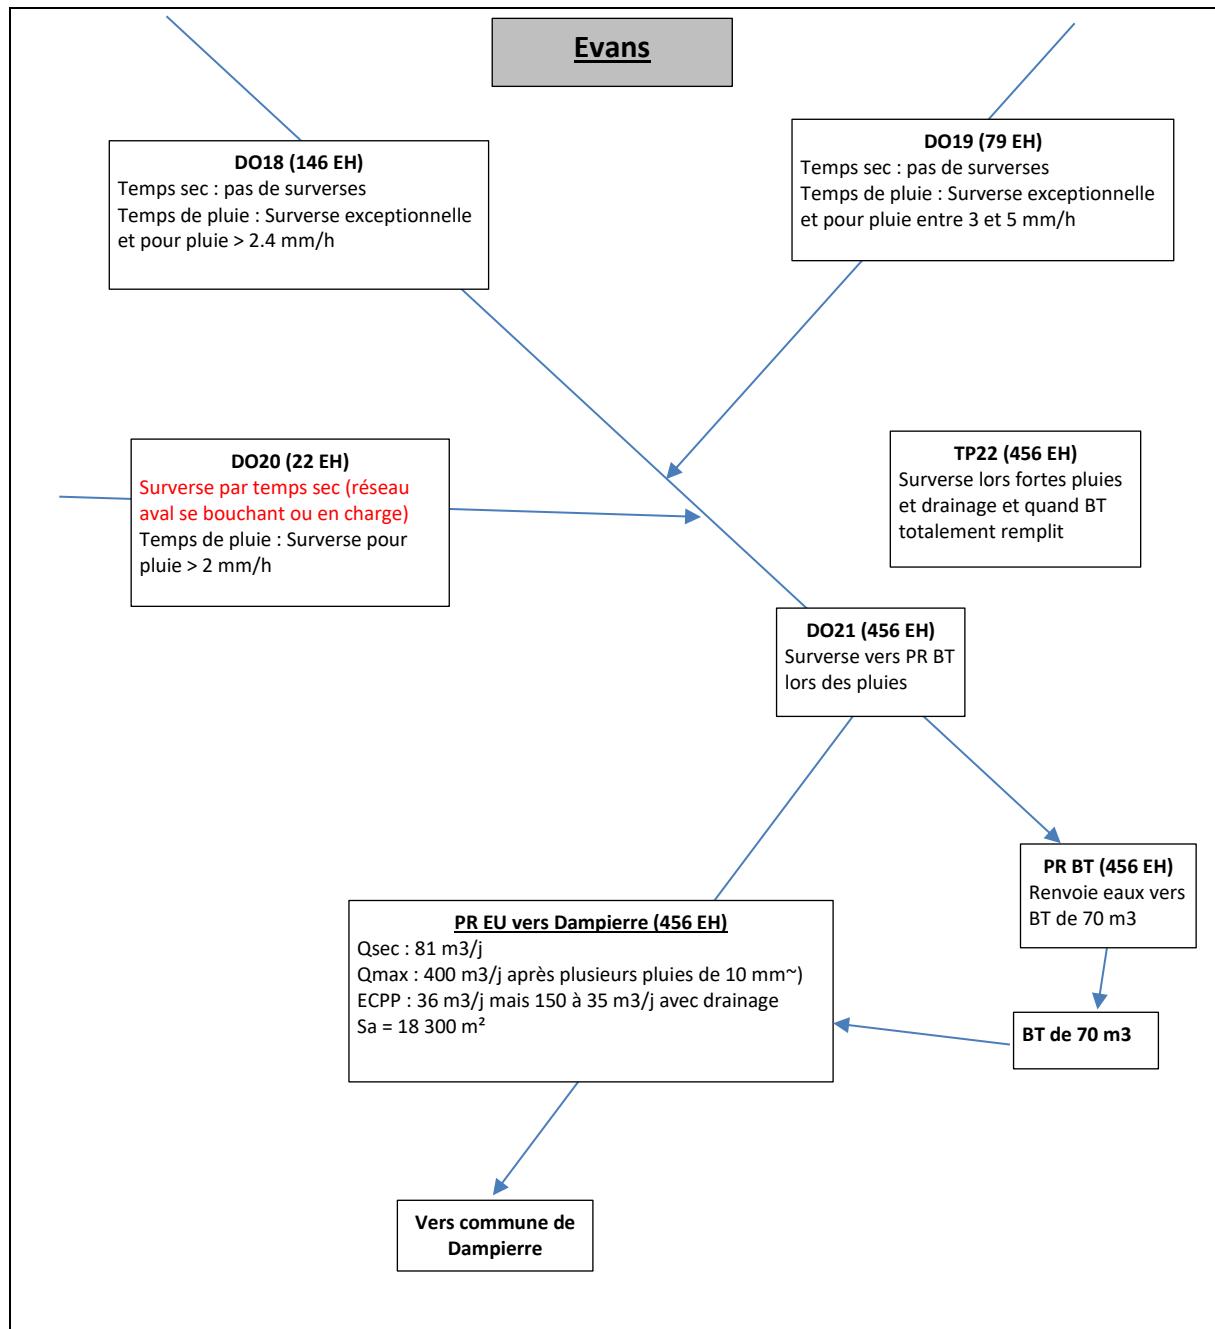 Evans
DO18 (146 EH)
Temps sec : pas de surverses
Temps de pluie : Surverse exceptionnelle
et pour pluie > 2.4 mm/h
DO19 (79 EH)
Temps sec : pas de surverses
Temps de pluie : Surverse exceptionnelle
et pour pluie entre 3 et 5 mm/h
DO20 (22 EH)
Surverse par temps sec (réseau
aval se bouchant ou en charge)
Temps de pluie : Surverse pour
pluie > 2 mm/h
TP22 (456 EH)
Surverse lors fortes pluies
et drainage et quand BT
totalement remplit
DO21 (456 EH)
Surverse vers PR BT
lors des pluies
PR BT (456 EH)
Renvoie eaux vers
BT de 70 m3
PR EU vers Dampierre (456 EH)
Qsec : 81 m3/j
Qmax : 400 m3/j après plusieurs pluies de 10 mm~)
ECPP : 36 m3/j mais 150 à 35 m3/j avec drainage
Sa = 18 300 m²
BT de 70 m3
Vers commune de
Dampierre